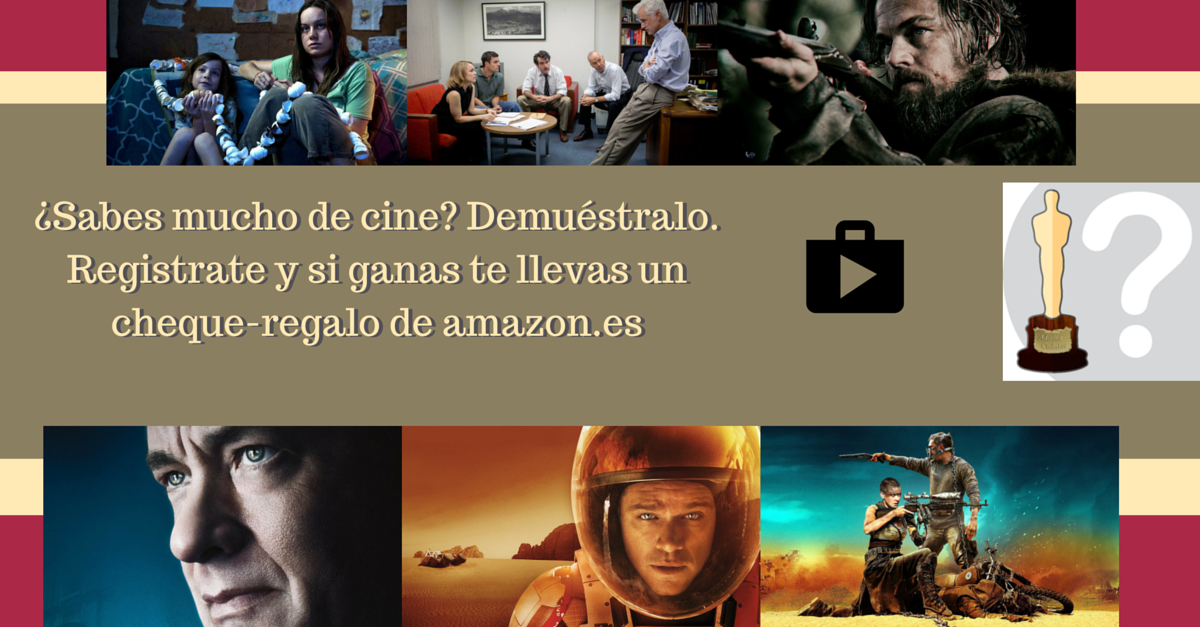 ¿Sabes mucho de cine? Demuéstralo.
Registrate y si ganas te llevas un
cheque-regalo de amazon.es
?